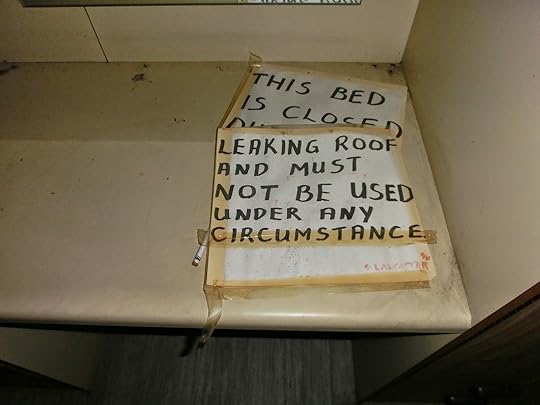 THIS BED
IS CLOSED
LEAKING ROOF
AND MUST
NOT BE USED
UNDER ANY
CIRCUMSTANCE